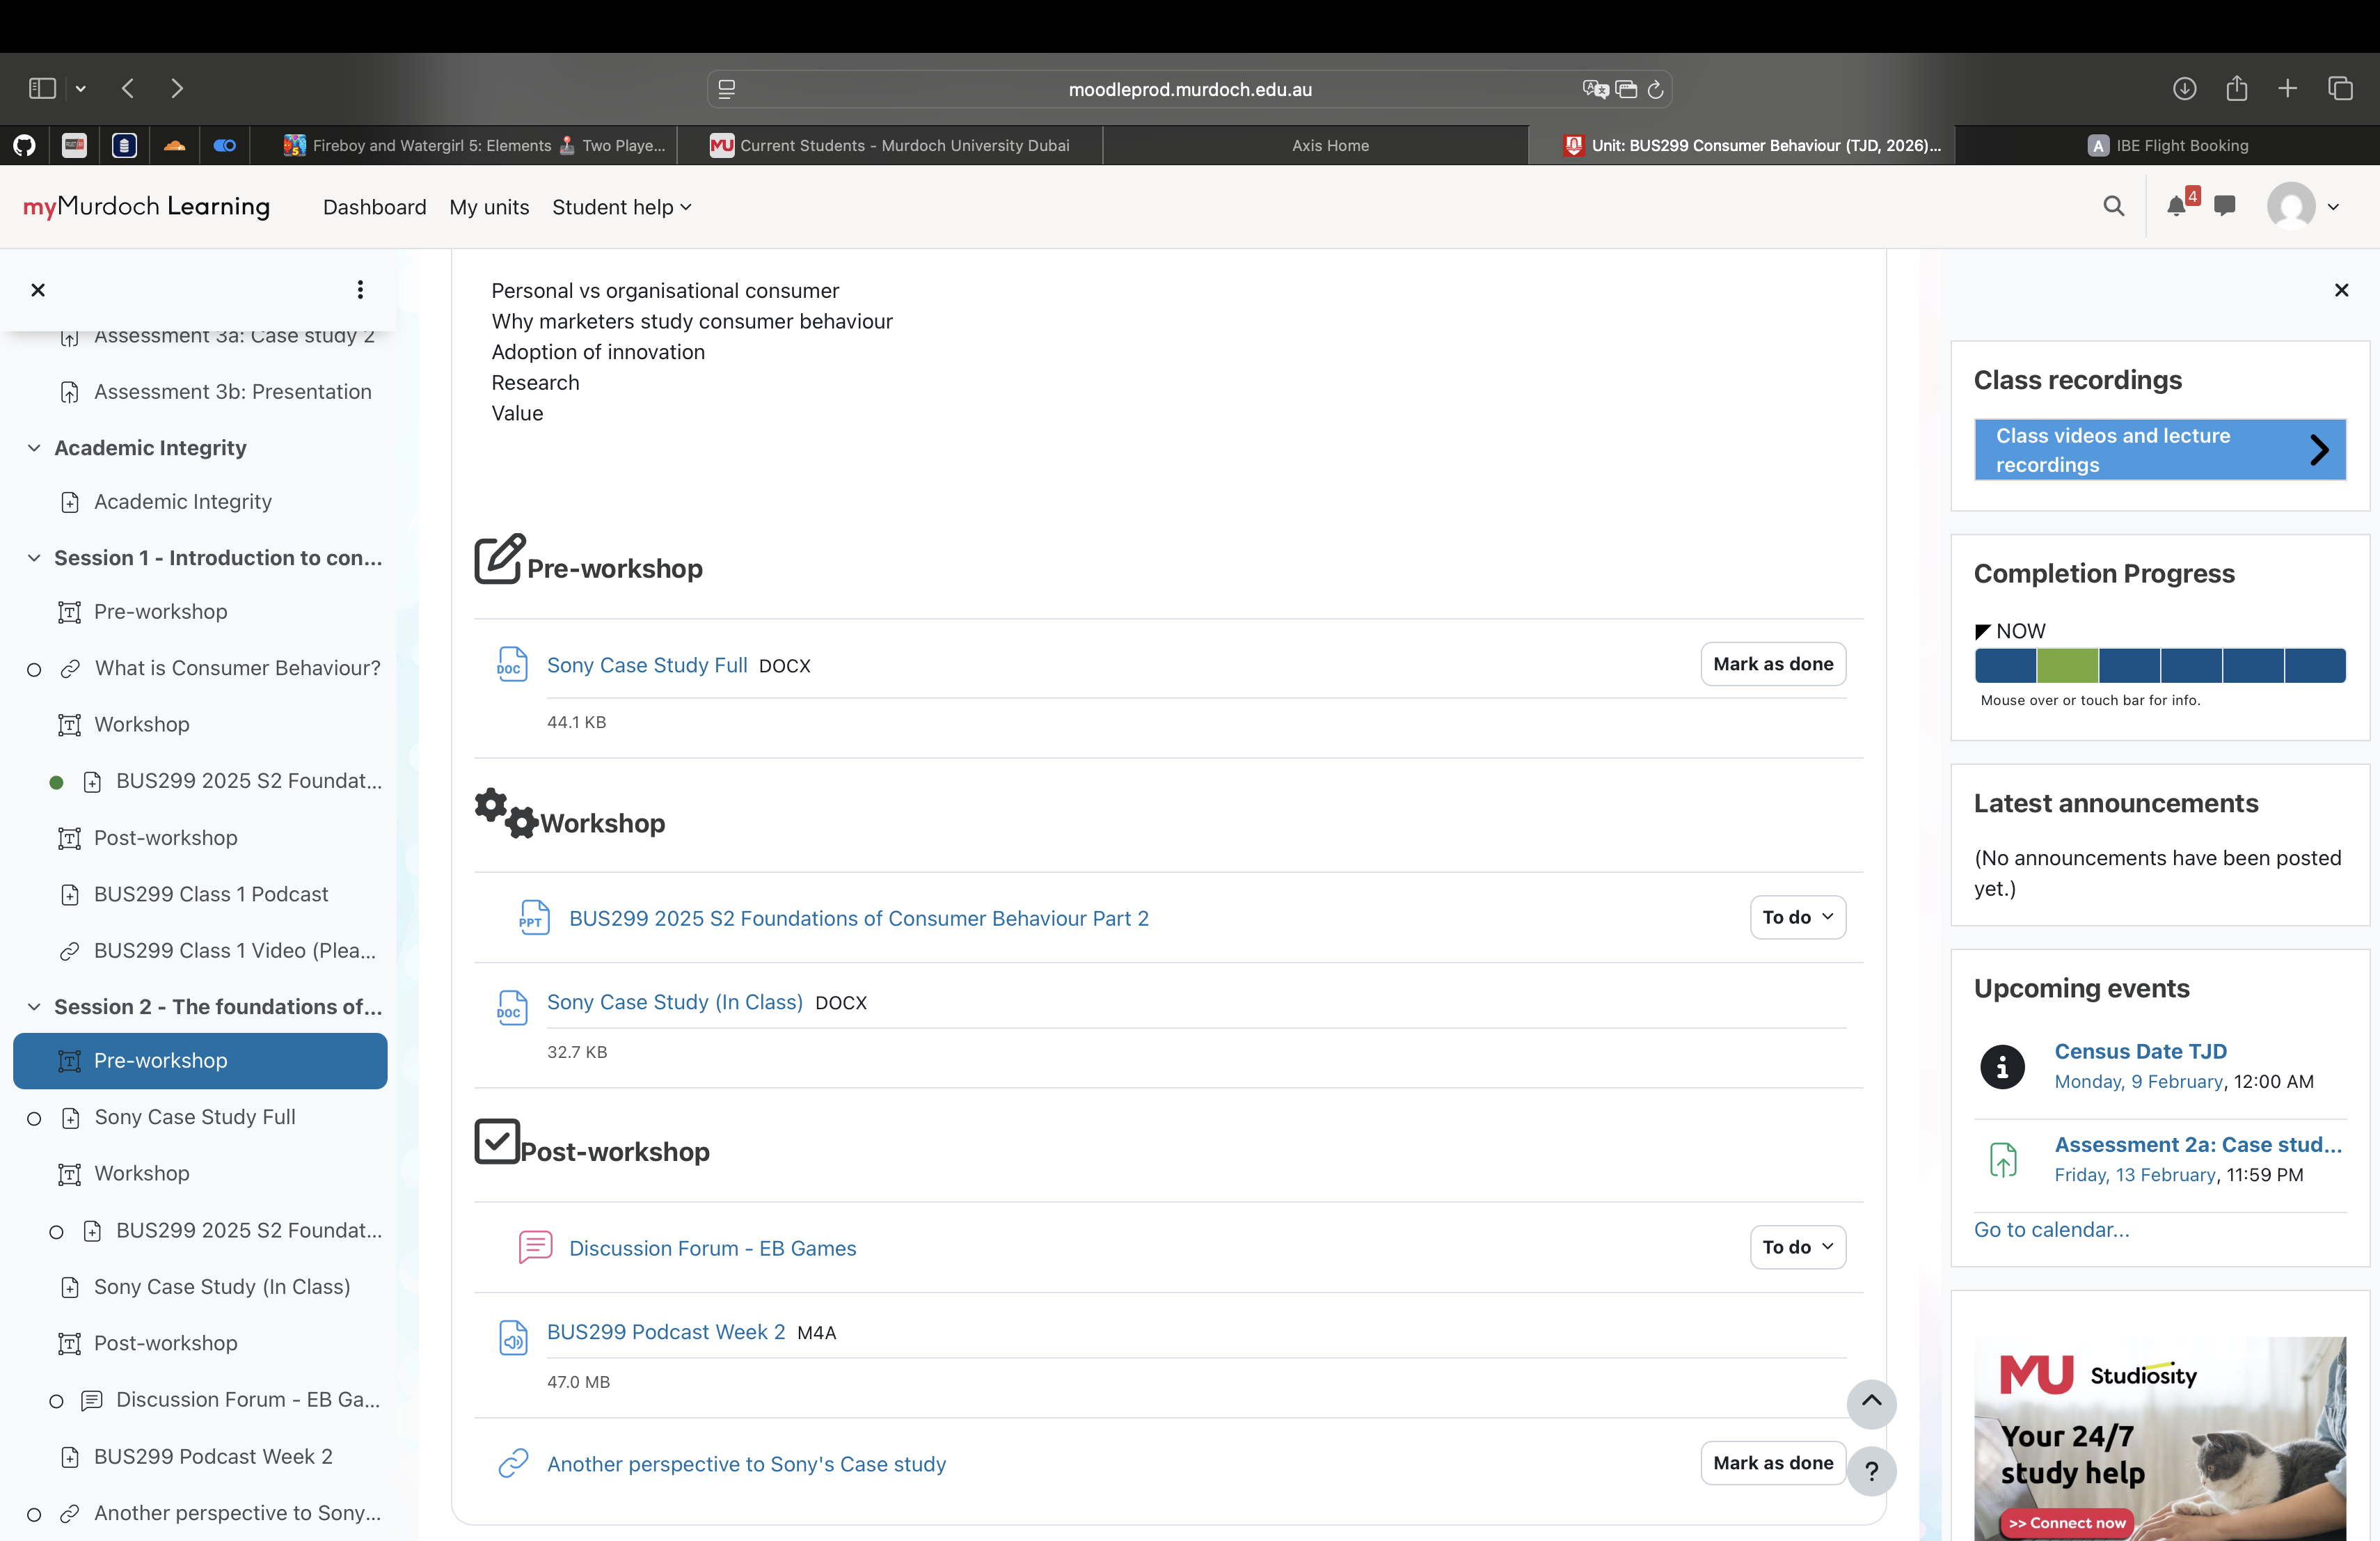 moodleprod.murdoch.edu.au
Fireboy and Watergirl 5: Elements 🕹️ Two Playe...
MU Current Students - Murdoch University Dubai
Axis Home
Unit: BUS299 Consumer Behaviour (TJD, 2026)...
A IBE Flight Booking
myMurdoch Learning
Dashboard
My units
Student help
4
Assessment 3a: Case study 2
Assessment 3b: Presentation
Academic Integrity
Academic Integrity
Session 1 - Introduction to con...
Pre-workshop
What is Consumer Behaviour?
Workshop
BUS299 2025 S2 Foundat...
Post-workshop
BUS299 Class 1 Podcast
BUS299 Class 1 Video (Plea...
Session 2 - The foundations of...
Pre-workshop
Sony Case Study Full
Workshop
BUS299 2025 S2 Foundat...
Sony Case Study (In Class)
Post-workshop
Discussion Forum - EB Ga...
BUS299 Podcast Week 2
Another perspective to Sony...
Personal vs organisational consumer
Why marketers study consumer behaviour
Adoption of innovation
Research
Value
Pre-workshop
DOC
Sony Case Study Full DOCX
Mark as done
44.1 KB
Workshop
PPT
BUS299 2025 S2 Foundations of Consumer Behaviour Part 2
To do
DOC
Sony Case Study (In Class) DOCX
32.7 KB
Post-workshop
Discussion Forum - EB Games
To do
BUS299 Podcast Week 2 M4A
47.0 MB
Another perspective to Sony's Case study
Mark as done
?
Class recordings
Class videos and lecture
recordings
Completion Progress
NOW
Mouse over or touch bar for info.
Latest announcements
(No announcements have been posted
yet.)
Upcoming events
Census Date TJD
Monday, 9 February, 12:00 AM
Assessment 2a: Case stud...
Friday, 13 February, 11:59 PM
Go to calendar...
MU Studiosity
Your 24/7
study help
>> Connect now